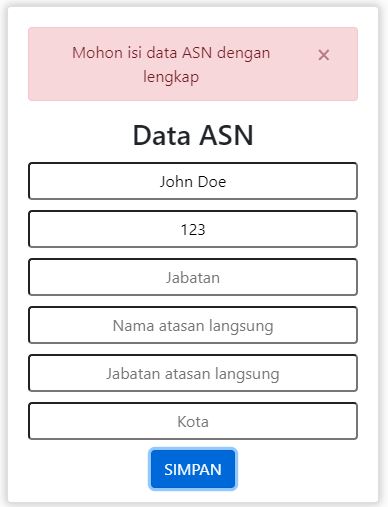 Mohon isi data ASN dengan
lengkap
×
Data ASN
John Doe
123
Jabatan
Nama atasan langsung
Jabatan atasan langsung
Kota
SIMPAN